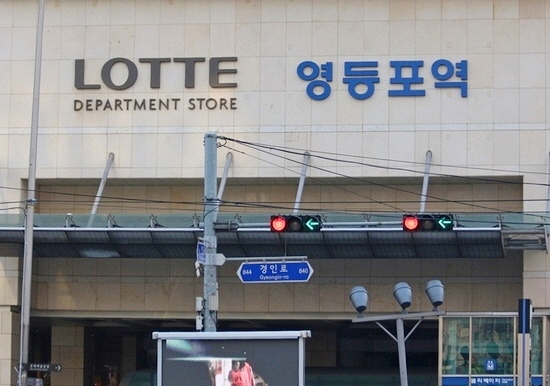 LOTTE
DEPARTMENT STORE
영등포역
844 경인로 840
Gyeongin-ro